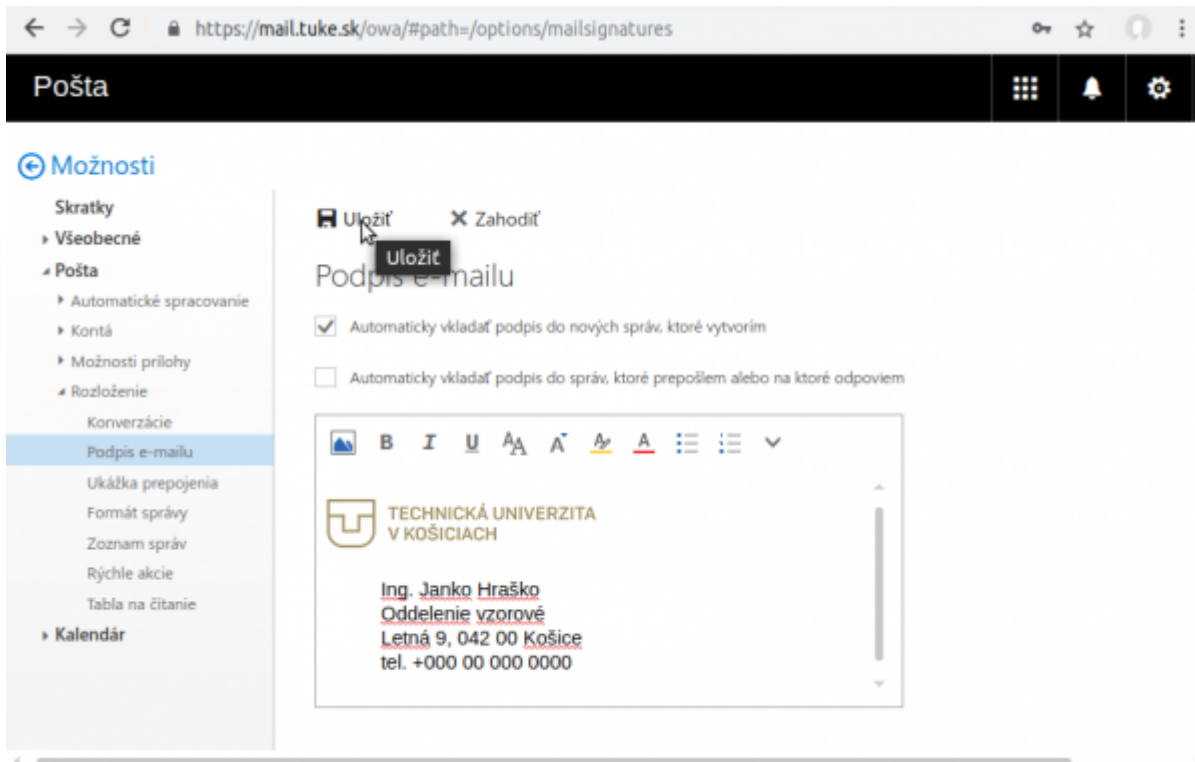 https://mail.tuke.sk/owa/#path=/options/mailsignatures
Pošta
Možnosti
Skratky
Všeobecné
Pošta
Automatické spracovanie
Kontá
Možnosti prílohy
Rozloženie
Konverzácie
Podpis e-mailu
Ukážka prepojenia
Formát správy
Zoznam správ
Rýchle akcie
Tabla na čítanie
Kalendár
Uložiť Zahodiť
Uložiť
Podpis e-mailu
Automaticky vkladať podpis do nových správ, ktoré vytvorím
Automaticky vkladať podpis do správ, ktoré prepošlem alebo na ktoré odpoviem
B I U AA A A A
TECHNICKÁ UNIVERZITA
V KOŠICIACH
Ing. Janko Hraško
Oddelenie vzorové
Letná 9, 042 00 Košice
tel. +000 00 000 0000